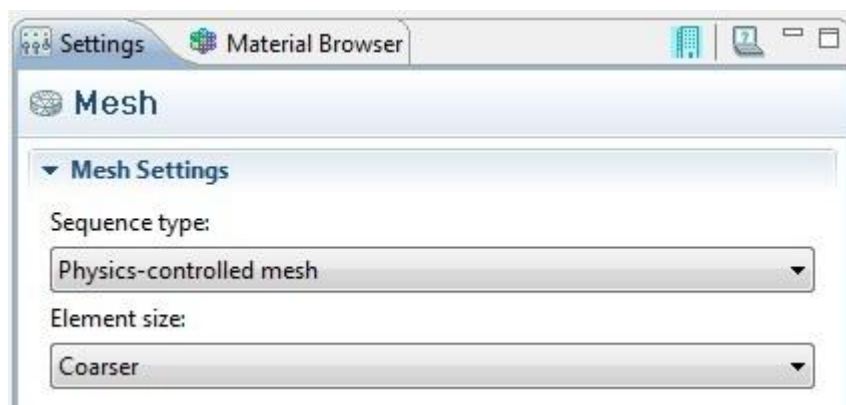 Settings Material Browser
Mesh
Mesh Settings
Sequence type:
Physics-controlled mesh
Element size:
Coarser